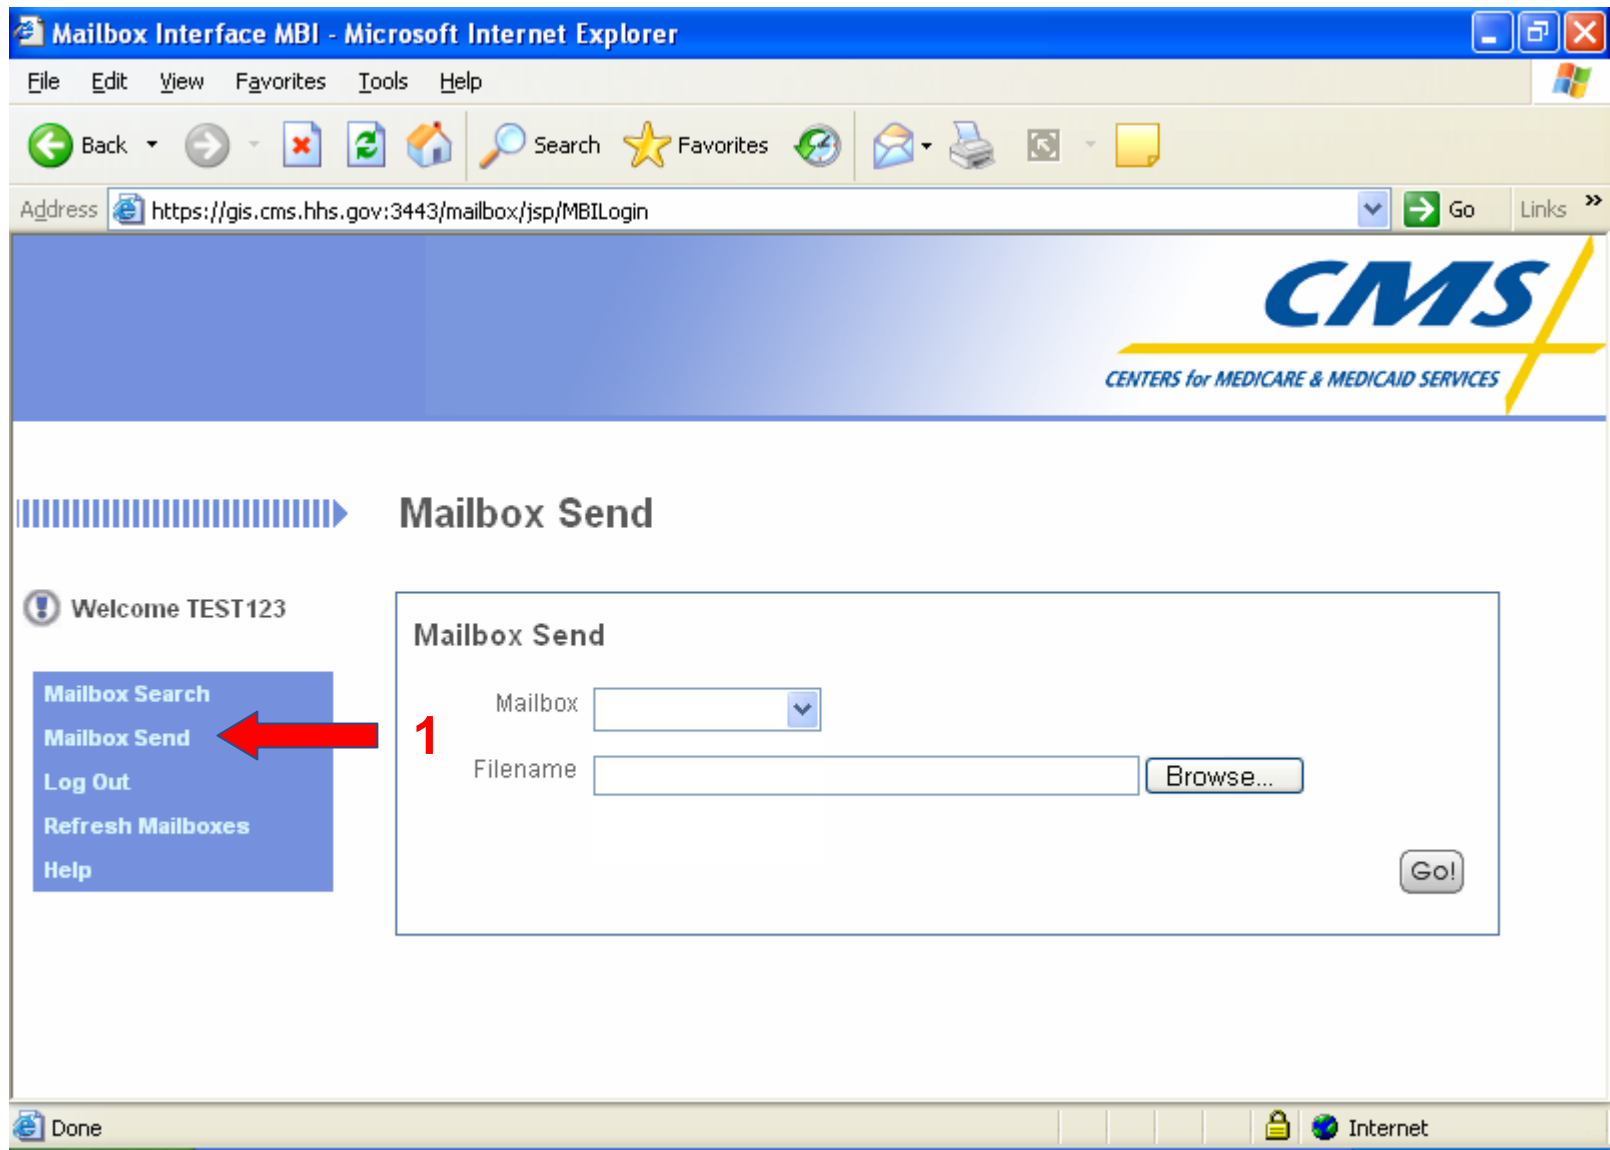 Mailbox Interface MBI - Microsoft Internet Explorer
File Edit View Favorites Tools Help
Back Search Favorites
Address https://gis.cms.hhs.gov:3443/mailbox/jsp/MBILogin Go Links »
CMS
CENTERS for MEDICARE & MEDICAID SERVICES
Mailbox Send
Welcome TEST123
Mailbox Send
Mailbox Search
Mailbox
Mailbox Send
1
Filename Browse...
Log Out
Refresh Mailboxes
Help
Go!
Done Internet